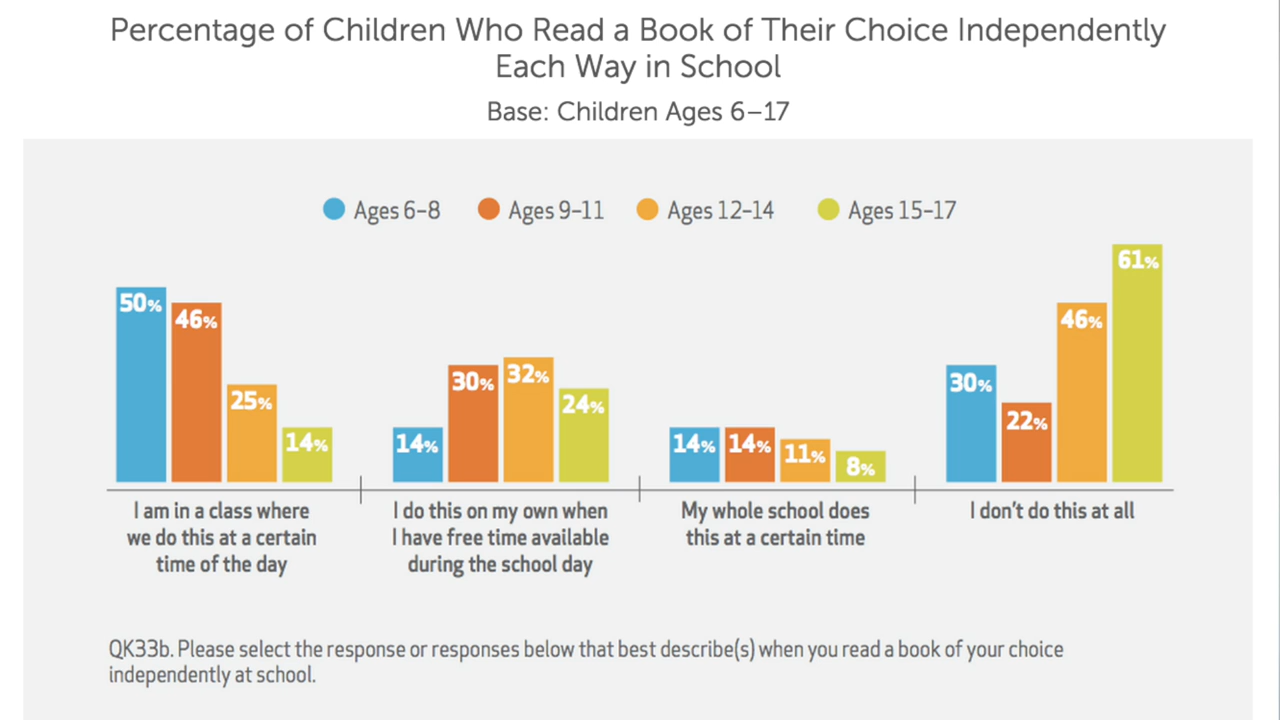 Percentage of Children Who Read a Book of Their Choice Independently
Each Way in School
Base: Children Ages 6–17
Ages 6–8
Ages 9–11
Ages 12–14
Ages 15–17
50%
46%
25%
14%
14%
30%
32%
24%
14%
14%
11%
8%
30%
22%
46%
61%
I am in a class where
we do this at a certain
time of the day
I do this on my own when
I have free time available
during the school day
My whole school does
this at a certain time
I don't do this at all
QK33b. Please select the response or responses below that best describe(s) when you read a book of your choice
independently at school.